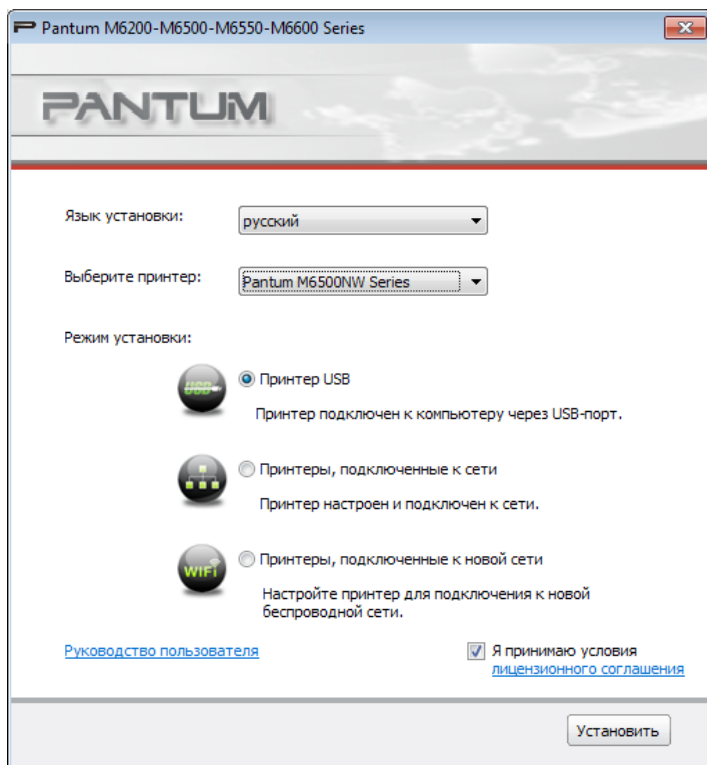 Pantum M6200-M6500-M6550-M6600 Series
PANTUM
Язык установки:
русский
Выберите принтер:
Pantum M6500NW Series
Режим установки:
USB
Принтер USB
Принтер подключен к компьютеру через USB-порт.
Принтеры, подключенные к сети
Принтер настроен и подключен к сети.
WiFi
Принтеры, подключенные к новой сети
Настройте принтер для подключения к новой
беспроводной сети.
Руководство пользователя
Я принимаю условия
лицензионного соглашения
Установить